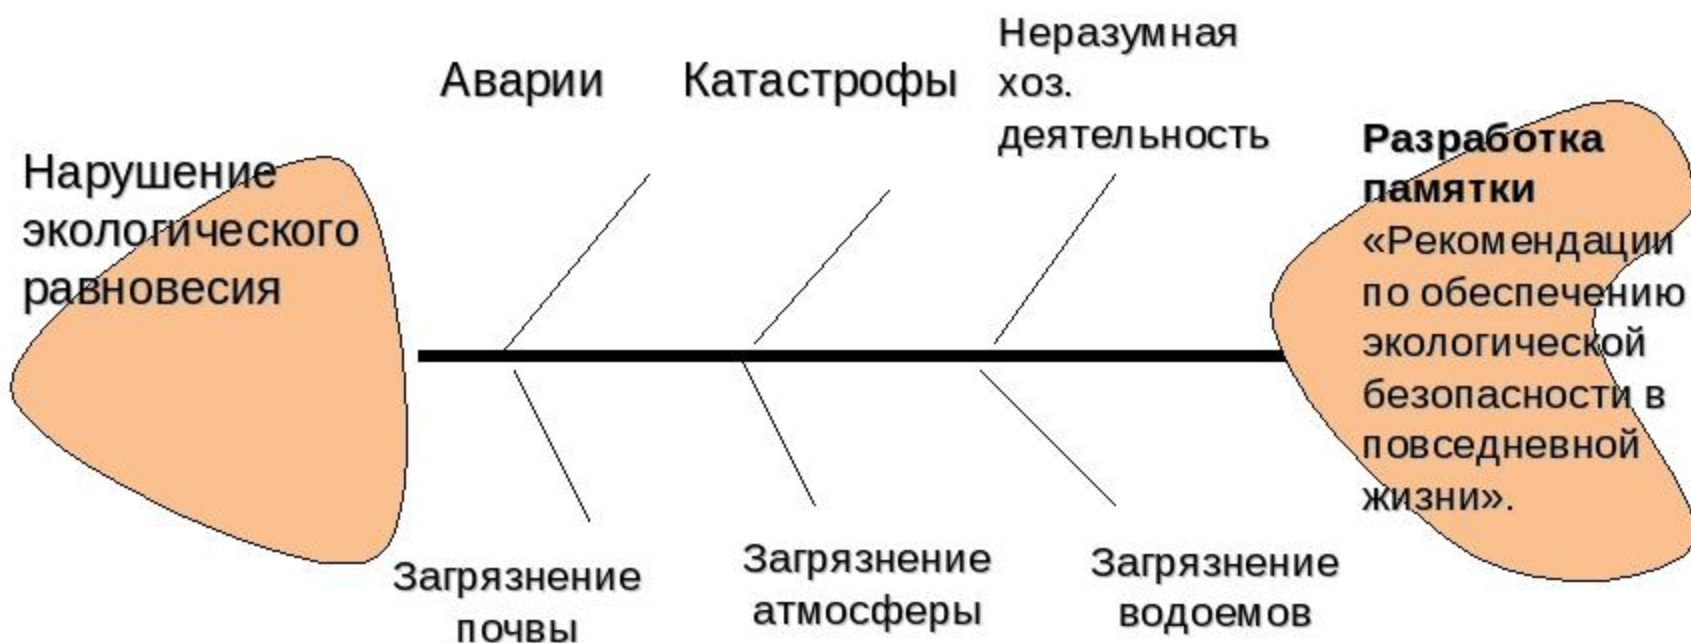 Нарушение
экологического
равновесия
Аварии
Катастрофы
Неразумная
хоз.
деятельность
Загрязнение
почвы
Загрязнение
атмосферы
Загрязнение
водоемов
Разработка
памятки
«Рекомендации
по обеспечению
экологической
безопасности в
повседневной
жизни».